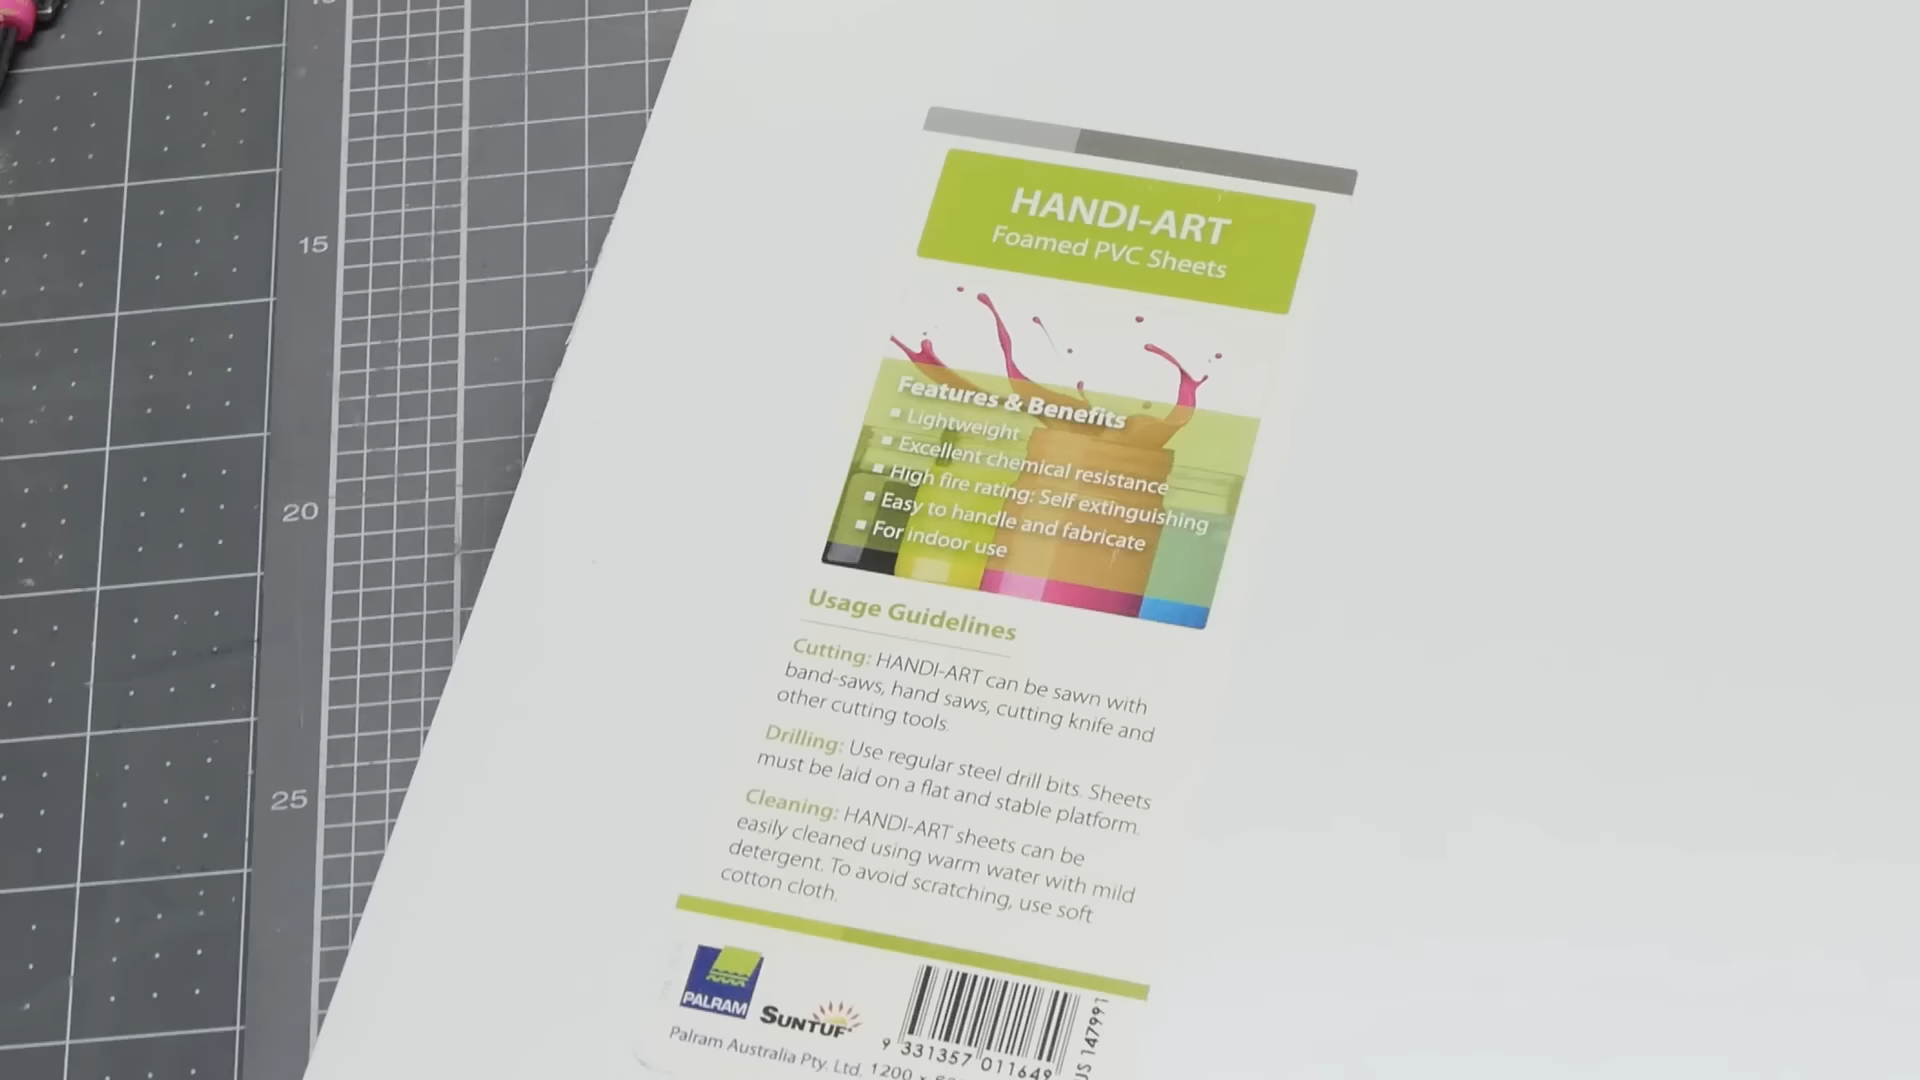 15
20
25
HANDI-ART
Foamed PVC Sheets
Features & Benefits
▪ Lightweight
▪ Excellent chemical resistance
▪ High fire rating: Self extinguishing
▪ Easy to handle and fabricate
▪ For indoor use
Usage Guidelines
Cutting: HANDI-ART can be sawn with
band-saws, hand saws, cutting knife and
other cutting tools.
Drilling: Use regular steel drill bits. Sheets
must be laid on a flat and stable platform.
Cleaning: HANDI-ART sheets can be
easily cleaned using warm water with mild
detergent. To avoid scratching, use soft
cotton cloth.
PALRAM
SUNTUF
9 331357 011649
US 147991
Palram Australia Pty. Ltd. 1200 ×